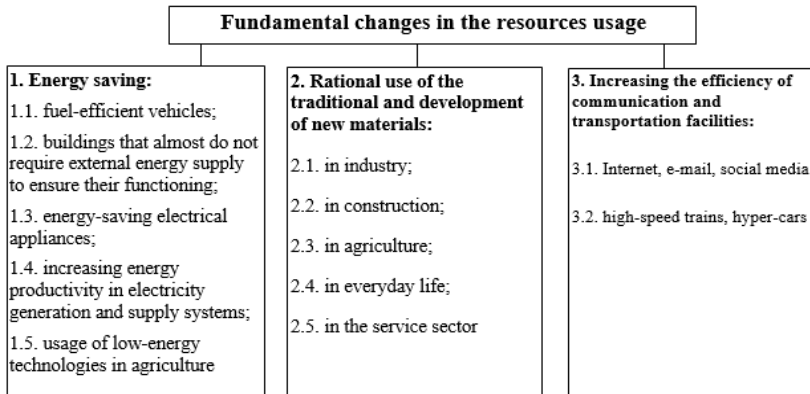 Fundamental changes in the resources usage
1. Energy saving:
1.1. fuel-efficient vehicles;
1.2. buildings that almost do not
require external energy supply
to ensure their functioning;
1.3. energy-saving electrical
appliances;
1.4. increasing energy
productivity in electricity
generation and supply systems;
1.5. usage of low-energy
technologies in agriculture
2. Rational use of the
traditional and development
of new materials:
2.1. in industry;
2.2. in construction;
2.3. in agriculture;
2.4. in everyday life;
2.5. in the service sector
3. Increasing the efficiency of
communication and
transportation facilities:
3.1. Internet, e-mail, social media
3.2. high-speed trains, hyper-cars